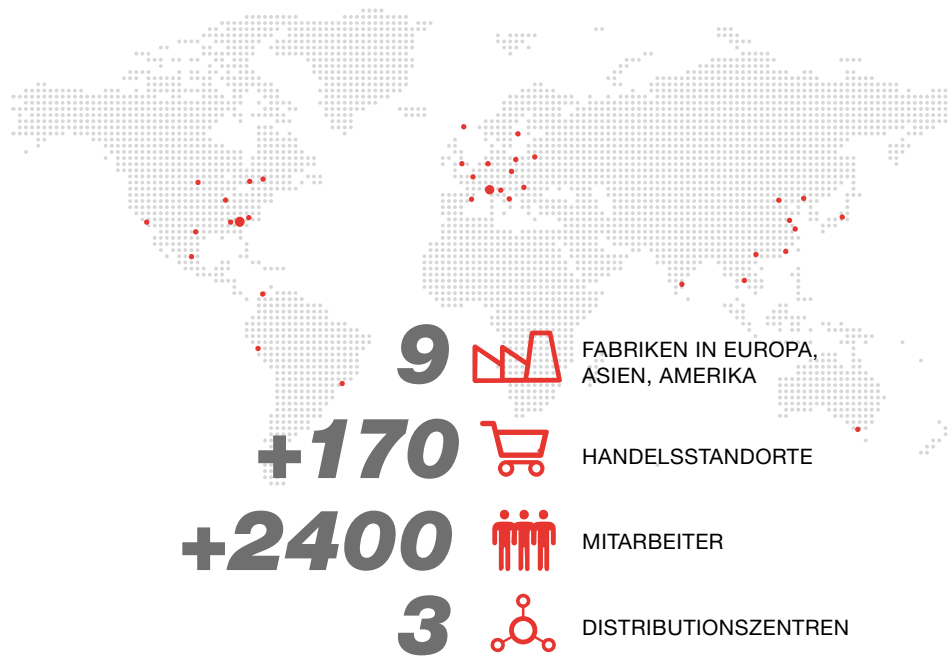 9
FABRIKEN IN EUROPA,
ASIEN, AMERIKA
+170
HANDELSSTANDORTE
+2400
MITARBEITER
3
DISTRIBUTIONSZENTREN